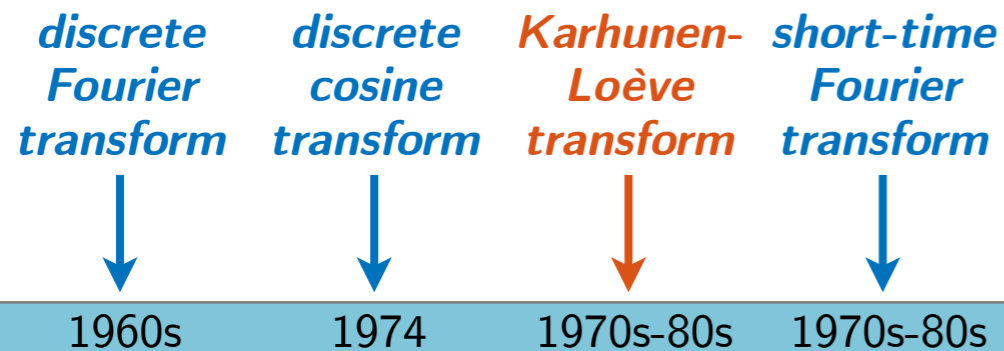 discrete
Fourier
transform
discrete
cosine
transform
Karhunen-
Loève
transform
short-time
Fourier
transform
1960s
1974
1970s-80s
1970s-80s